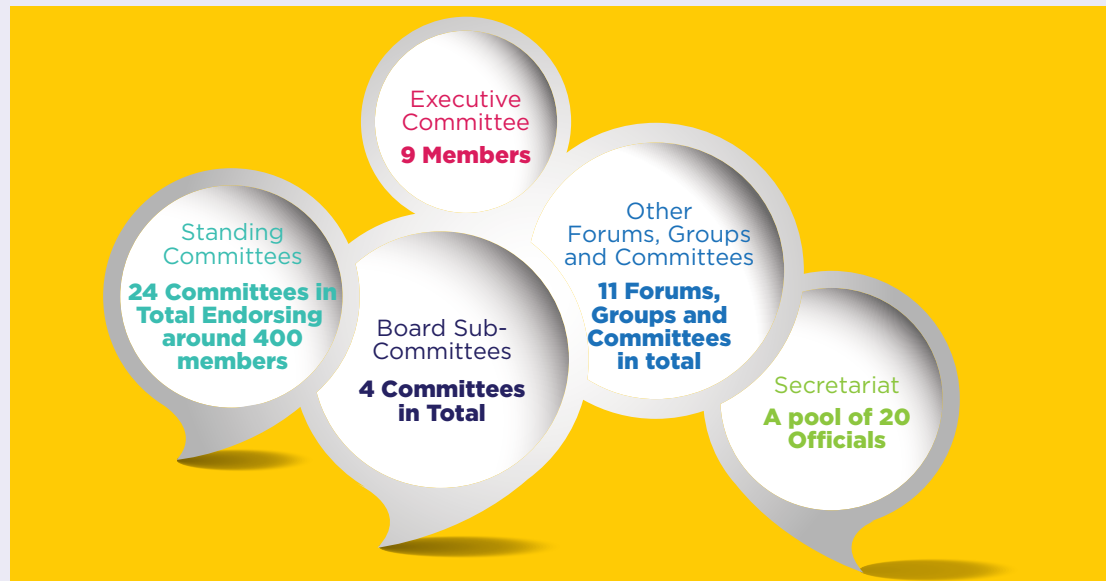 Executive
Committee
9 Members
Standing
Committees
24 Committees in
Total Endorsing
around 400
members
Board Sub-
Committees
4 Committees
in Total
Other
Forums, Groups
and Committees
11 Forums,
Groups and
Committees
in total
Secretariat
A pool of 20
Officials